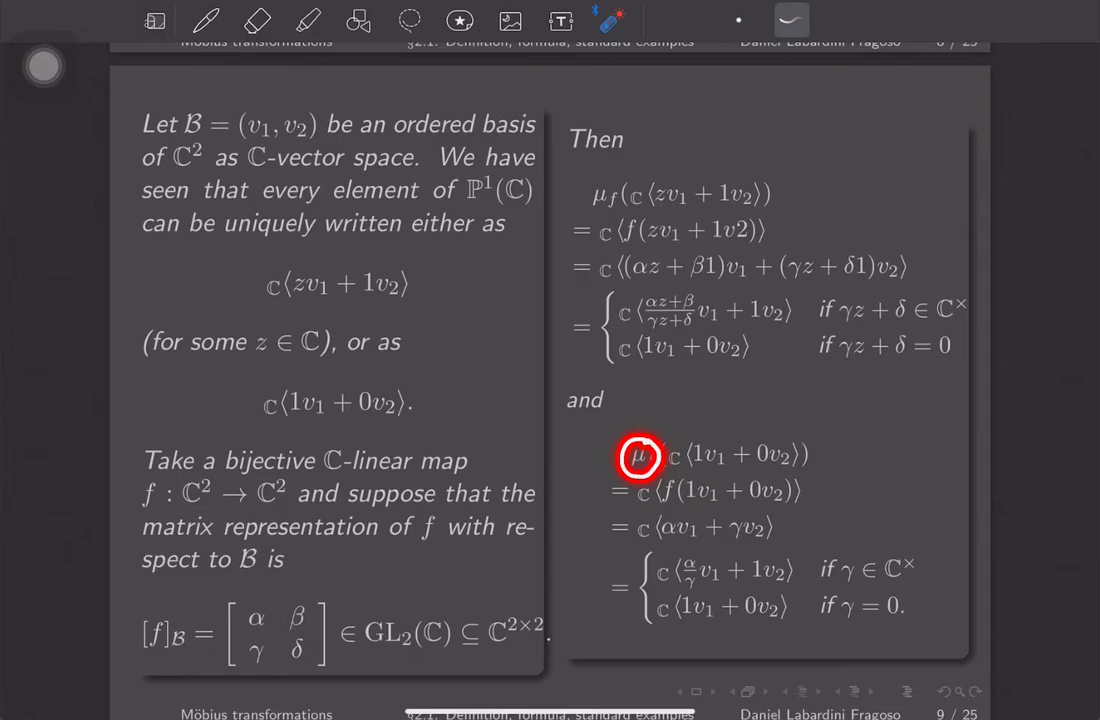 Möbius transformations §2.1. Definition, formula, standard examples Daniel Labardini Fragoso 8 / 25
Let ℬ = (v₁, v₂) be an ordered basis
of ℂ² as ℂ-vector space. We have
seen that every element of ℙ¹(ℂ)
can be uniquely written either as
ℂ⟨zv₁ + 1v₂⟩
(for some z ∈ ℂ), or as
ℂ⟨1v₁ + 0v₂⟩.
Take a bijective ℂ-linear map
f : ℂ² → ℂ² and suppose that the
matrix representation of f with re-
spect to ℬ is
[f]ℬ = [ α β
γ δ ] ∈ GL₂(ℂ) ⊆ ℂ²ˣ².
Then
μ_f(ℂ⟨zv₁ + 1v₂⟩)
= ℂ⟨f(zv₁ + 1v2)⟩
= ℂ⟨(αz + β1)v₁ + (γz + δ1)v₂⟩
= { ℂ⟨(αz+β)/(γz+δ) v₁ + 1v₂⟩ if γz + δ ∈ ℂ^×
ℂ⟨1v₁ + 0v₂⟩ if γz + δ = 0
and
μ (ℂ⟨1v₁ + 0v₂⟩)
= ℂ⟨f(1v₁ + 0v₂)⟩
= ℂ⟨αv₁ + γv₂⟩
= { ℂ⟨α/γ v₁ + 1v₂⟩ if γ ∈ ℂ^×
ℂ⟨1v₁ + 0v₂⟩ if γ = 0.
Möbius transformations §2.1. Definition, formula, standard examples Daniel Labardini Fragoso 9 / 25